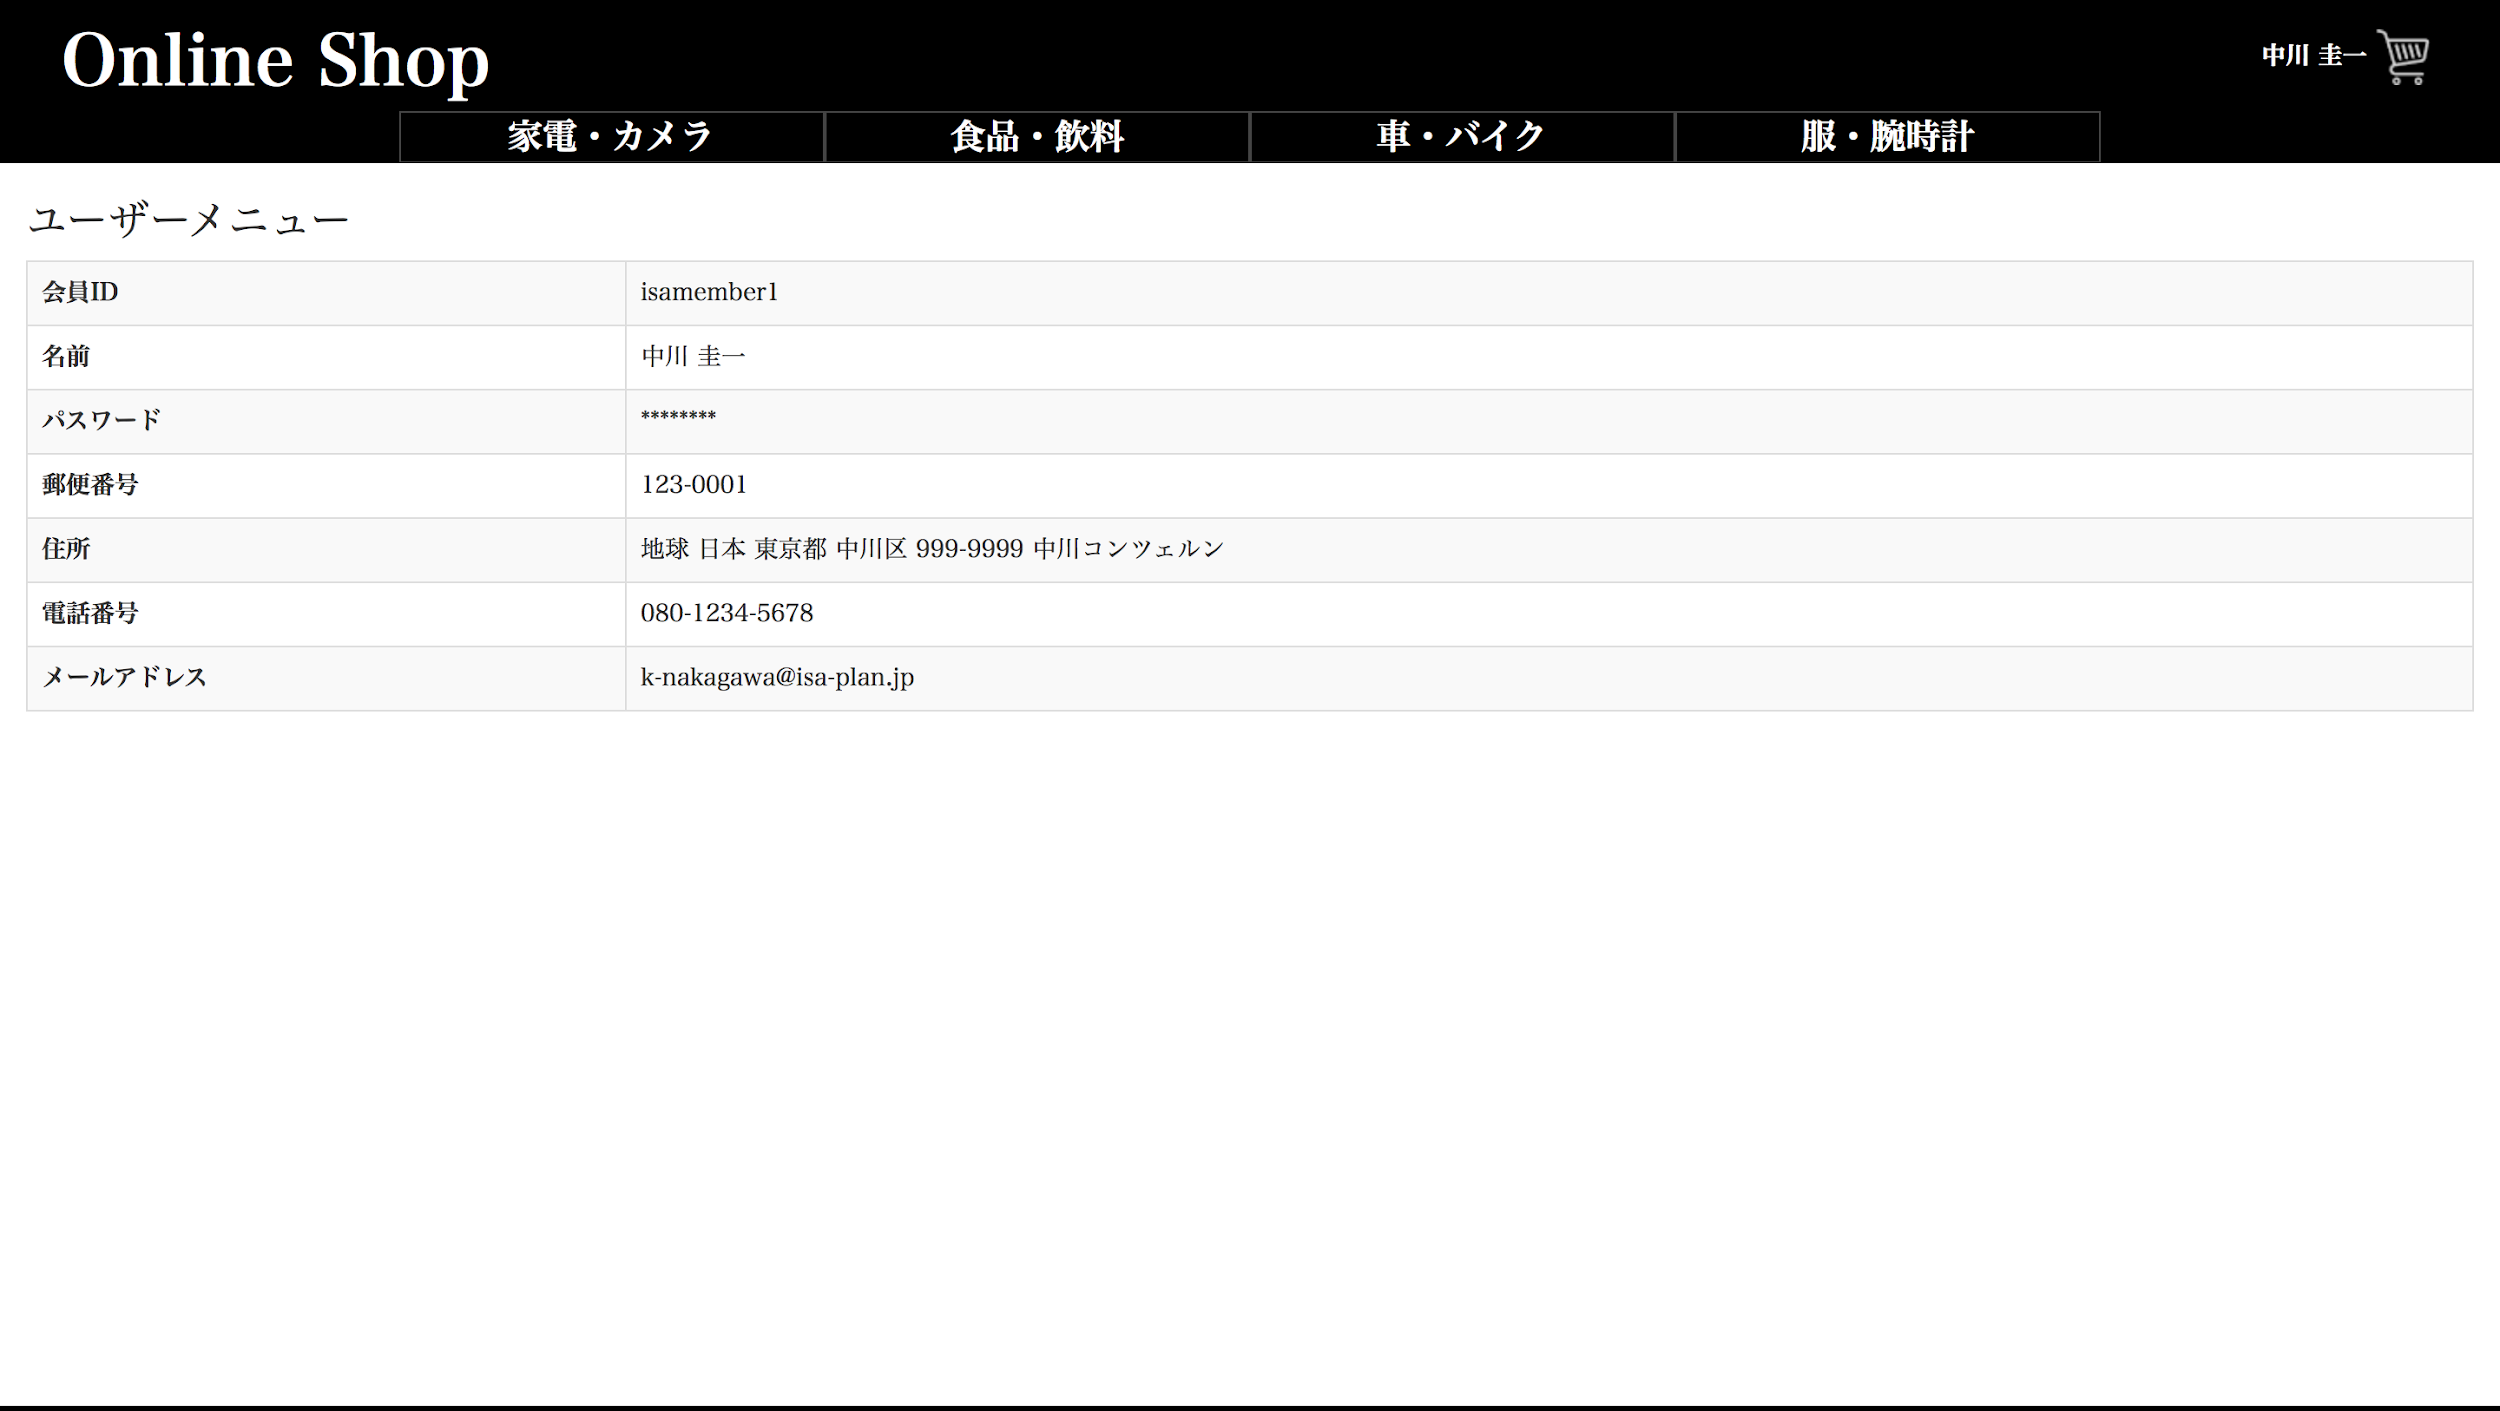 Online Shop
中川 圭一
家電・カメラ 食品・飲料 車・バイク 服・腕時計
ユーザーメニュー
会員ID isamember1
名前 中川 圭一
パスワード ********
郵便番号 123-0001
住所 地球 日本 東京都 中川区 999-9999 中川コンツェルン
電話番号 080-1234-5678
メールアドレス k-nakagawa@isa-plan.jp